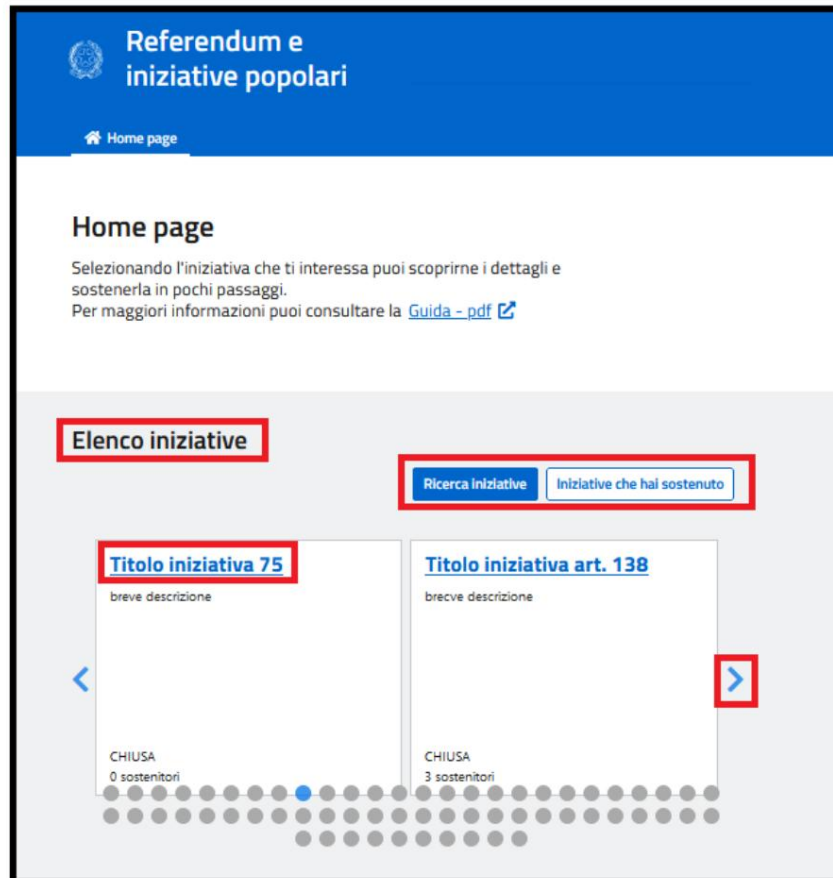 Referendum e
iniziative popolari
Home page
Home page
Selezionando l'iniziativa che ti interessa puoi scoprirne i dettagli e
sostenerla in pochi passaggi.
Per maggiori informazioni puoi consultare la Guida - pdf
Elenco iniziative
Ricerca iniziative
Iniziative che hai sostenuto
Titolo iniziativa 75
breve descrizione
CHIUSA
0 sostenitori
Titolo iniziativa art. 138
brecve descrizione
CHIUSA
3 sostenitori